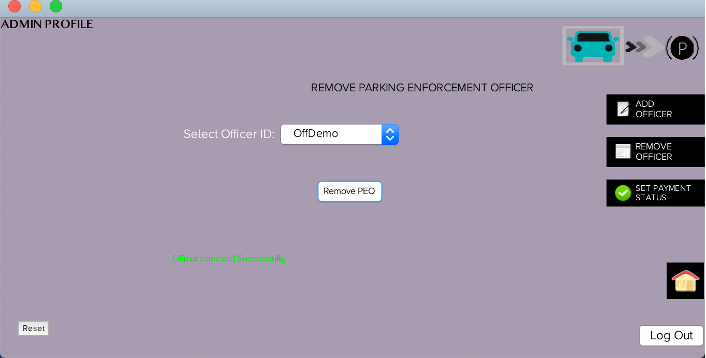 ADMIN PROFILE
(P)
REMOVE PARKING ENFORCEMENT OFFICER
ADD
OFFICER
Select Officer ID: OffDemo
REMOVE
OFFICER
Remove PEO
SET PAYMENT
STATUS
Officer removed Successfully
Reset
Log Out